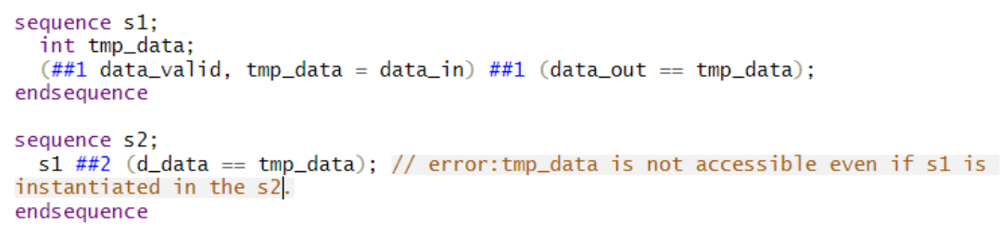 sequence s1;
  int tmp_data;
  (##1 data_valid, tmp_data = data_in) ##1 (data_out == tmp_data);
endsequence

sequence s2;
  s1 ##2 (d_data == tmp_data); // error:tmp_data is not accessible even if s1 is
instantiated in the s2.
endsequence